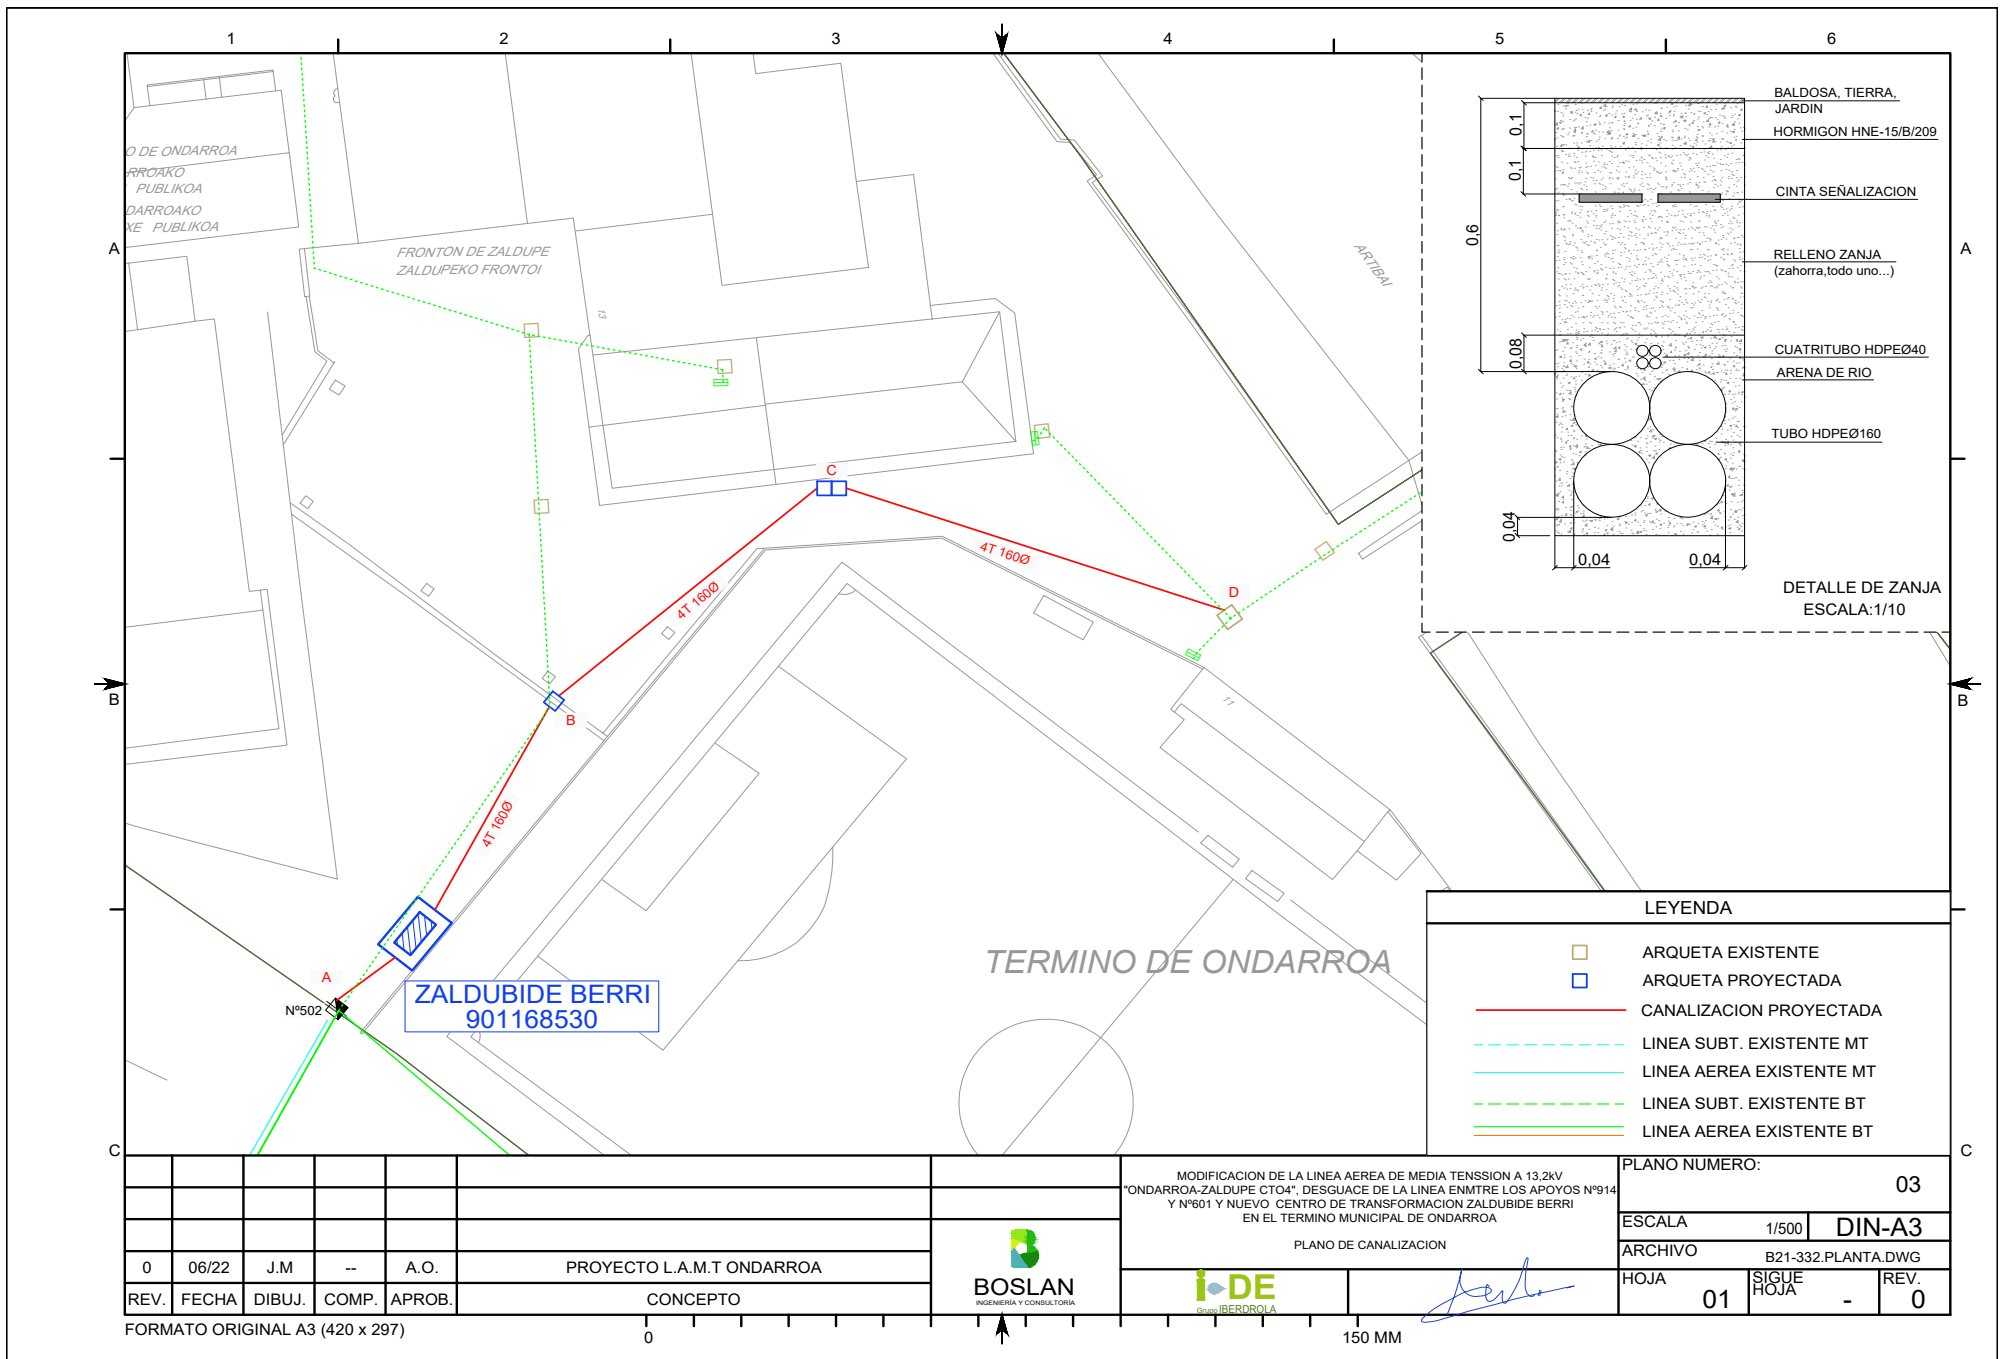 1 2 3 4 5 6
A
A
B
B
C
C
O DE ONDARROA
RROAKO
PUBLIKOA
DARROAKO
XE PUBLIKOA
FRONTON DE ZALDUPE
ZALDUPEKO FRONTOI
13
ARTIBAI
11
C
D
B
A
4T 160Ø
4T 160Ø
4T 160Ø
Nº502
ZALDUBIDE BERRI
901168530
TERMINO DE ONDARROA
BALDOSA, TIERRA,
JARDIN
HORMIGON HNE-15/B/209
CINTA SEÑALIZACION
RELLENO ZANJA
(zahorra,todo uno...)
CUATRITUBO HDPEØ40
ARENA DE RIO
TUBO HDPEØ160
0,1
0,1
0,6
0,08
0,04
0,04
0,04
DETALLE DE ZANJA
ESCALA:1/10
LEYENDA
ARQUETA EXISTENTE
ARQUETA PROYECTADA
CANALIZACION PROYECTADA
LINEA SUBT. EXISTENTE MT
LINEA AEREA EXISTENTE MT
LINEA SUBT. EXISTENTE BT
LINEA AEREA EXISTENTE BT
0 06/22 J.M -- A.O. PROYECTO L.A.M.T ONDARROA
REV. FECHA DIBUJ. COMP. APROB. CONCEPTO
BOSLAN
INGENIERÍA Y CONSULTORÍA
MODIFICACION DE LA LINEA AEREA DE MEDIA TENSSION A 13,2kV
"ONDARROA-ZALDUPE CTO4", DESGUACE DE LA LINEA ENMTRE LOS APOYOS Nº914
Y Nº601 Y NUEVO CENTRO DE TRANSFORMACION ZALDUBIDE BERRI
EN EL TERMINO MUNICIPAL DE ONDARROA
PLANO DE CANALIZACION
i-DE
Grupo IBERDROLA
PLANO NUMERO:
03
ESCALA 1/500 DIN-A3
ARCHIVO B21-332.PLANTA.DWG
HOJA 01
SIGUE
HOJA -
REV.
0
FORMATO ORIGINAL A3 (420 x 297)
0 150 MM